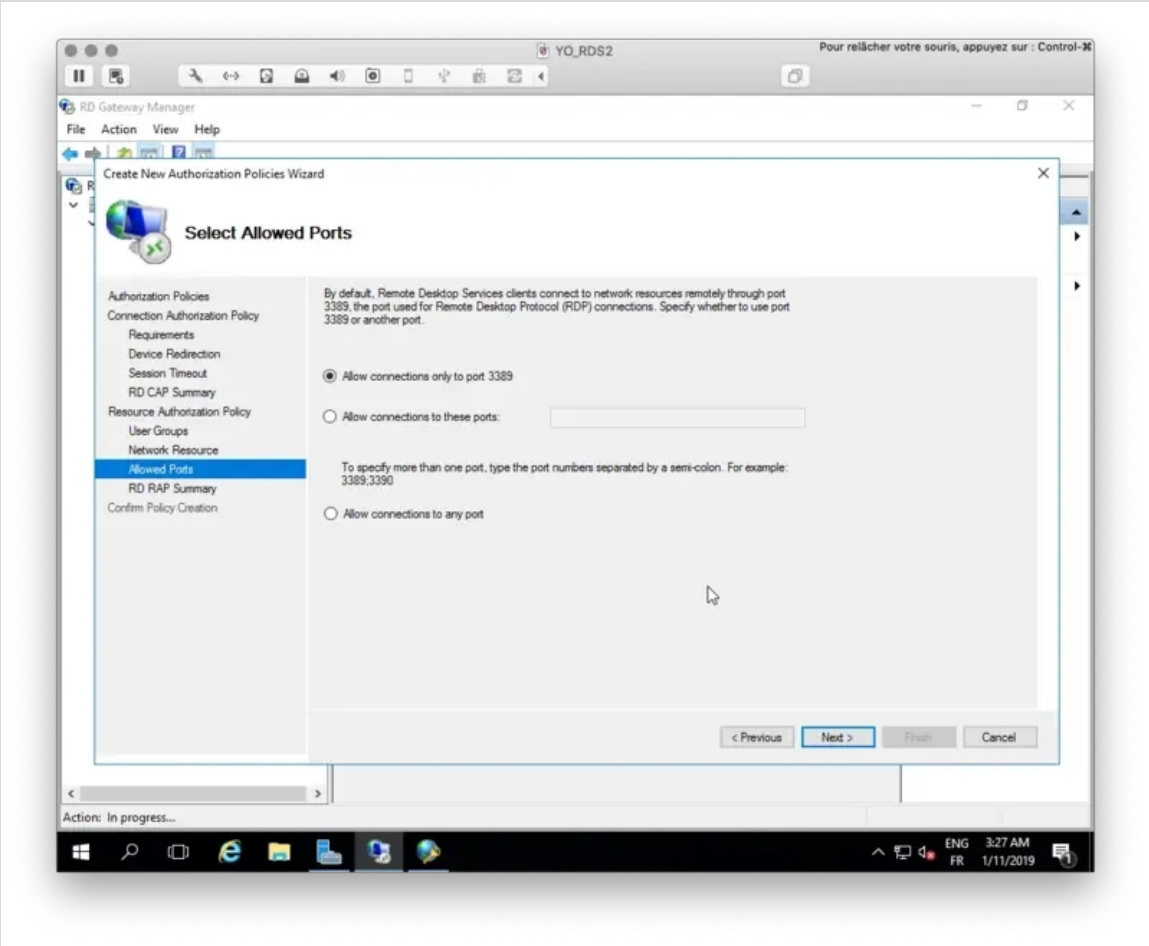 YO_RDS2
Pour relâcher votre souris, appuyez sur : Control-⌘
RD Gateway Manager
File Action View Help
Create New Authorization Policies Wizard
Select Allowed Ports
Authorization Policies
Connection Authorization Policy
Requirements
Device Redirection
Session Timeout
RD CAP Summary
Resource Authorization Policy
User Groups
Network Resource
Allowed Ports
RD RAP Summary
Confirm Policy Creation
By default, Remote Desktop Services clients connect to network resources remotely through port
3389, the port used for Remote Desktop Protocol (RDP) connections. Specify whether to use port
3389 or another port.
Allow connections only to port 3389
Allow connections to these ports:
To specify more than one port, type the port numbers separated by a semi-colon. For example:
3389;3390
Allow connections to any port
< Previous Next > Finish Cancel
Action: In progress...
ENG 3:27 AM
FR 1/11/2019
1